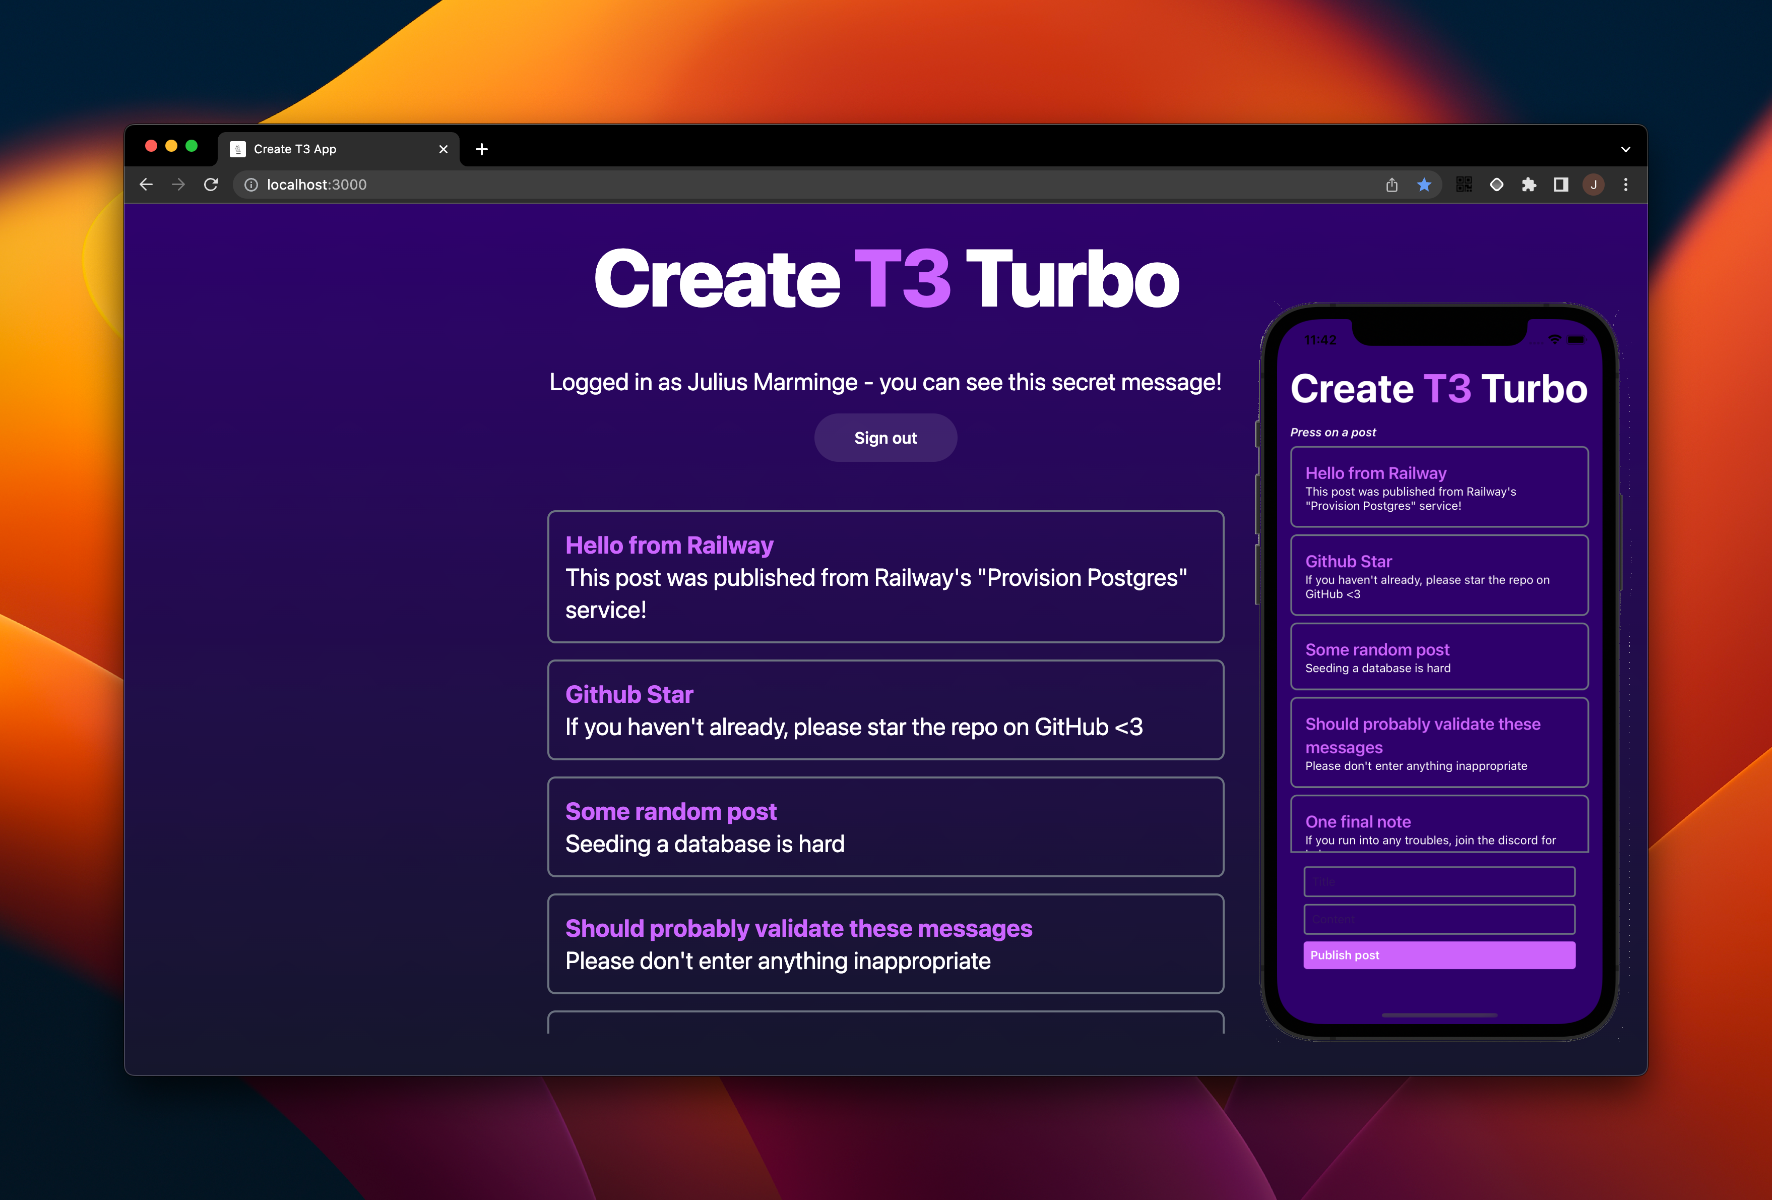 Create T3 App
localhost:3000
J
Create T3 Turbo
Logged in as Julius Marminge - you can see this secret message!
Sign out
Hello from Railway
This post was published from Railway's "Provision Postgres"
service!
Github Star
If you haven't already, please star the repo on GitHub <3
Some random post
Seeding a database is hard
Should probably validate these messages
Please don't enter anything inappropriate
11:42
Create T3 Turbo
Press on a post
Hello from Railway
This post was published from Railway's
"Provision Postgres" service!
Github Star
If you haven't already, please star the repo on
GitHub <3
Some random post
Seeding a database is hard
Should probably validate these
messages
Please don't enter anything inappropriate
One final note
If you run into any troubles, join the discord for
Title
Content
Publish post